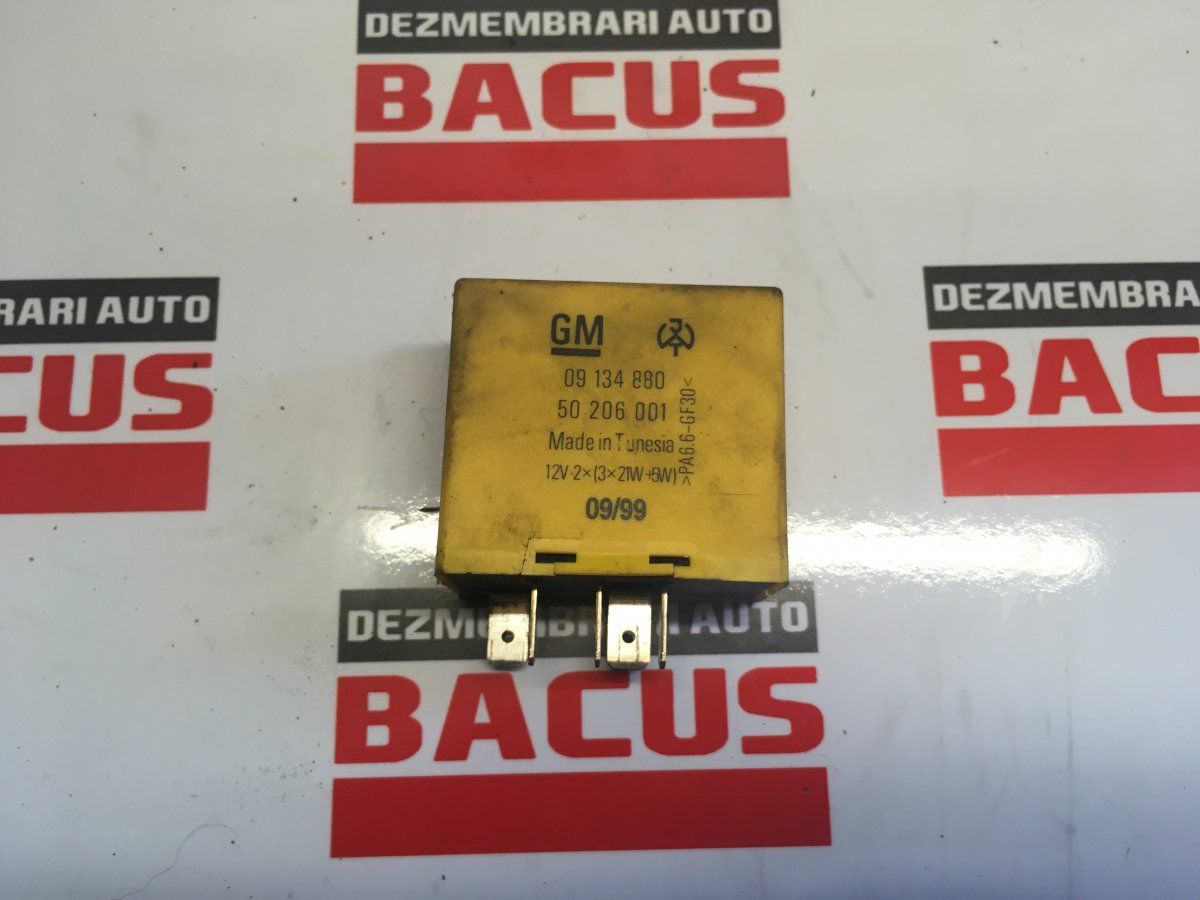 DEZMEMBRARI AUTO
BACUS
RARI AUTO
CUS
DEZMEMBRA
BAC
GM
09 134 880
50 206 001
Made in Tunesia
12V 2×(3×21W+5W)
>PA6.6-GF30<
09/99
DEZMEMBRARI AUTO
BACUS